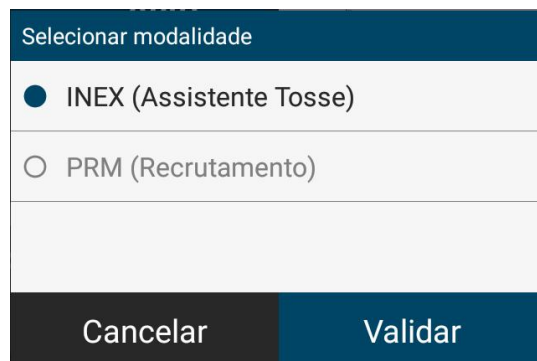 Selecionar modalidade
INEX (Assistente Tosse)
PRM (Recrutamento)
Cancelar
Validar